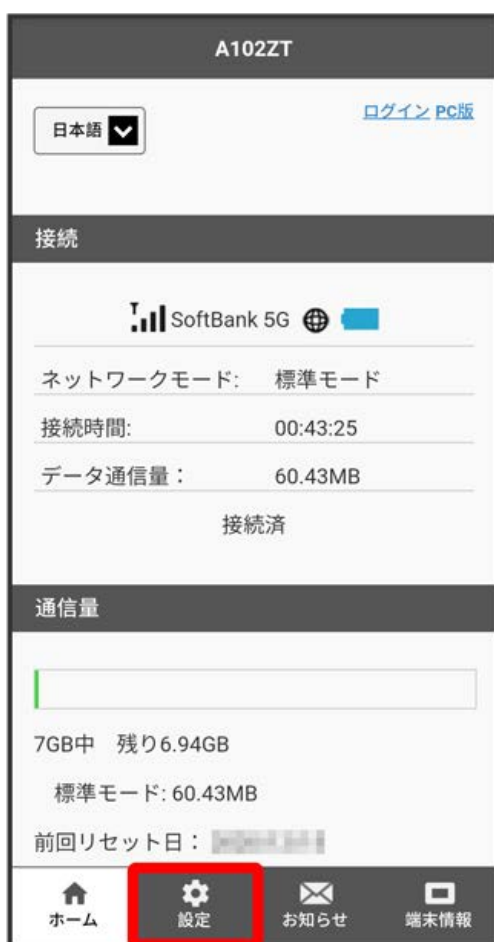 A102ZT
日本語
ログイン PC版
接続
SoftBank 5G
ネットワークモード: 標準モード
接続時間: 00:43:25
データ通信量： 60.43MB
接続済
通信量
7GB中 残り6.94GB
標準モード: 60.43MB
前回リセット日：
ホーム 設定 お知らせ 端末情報